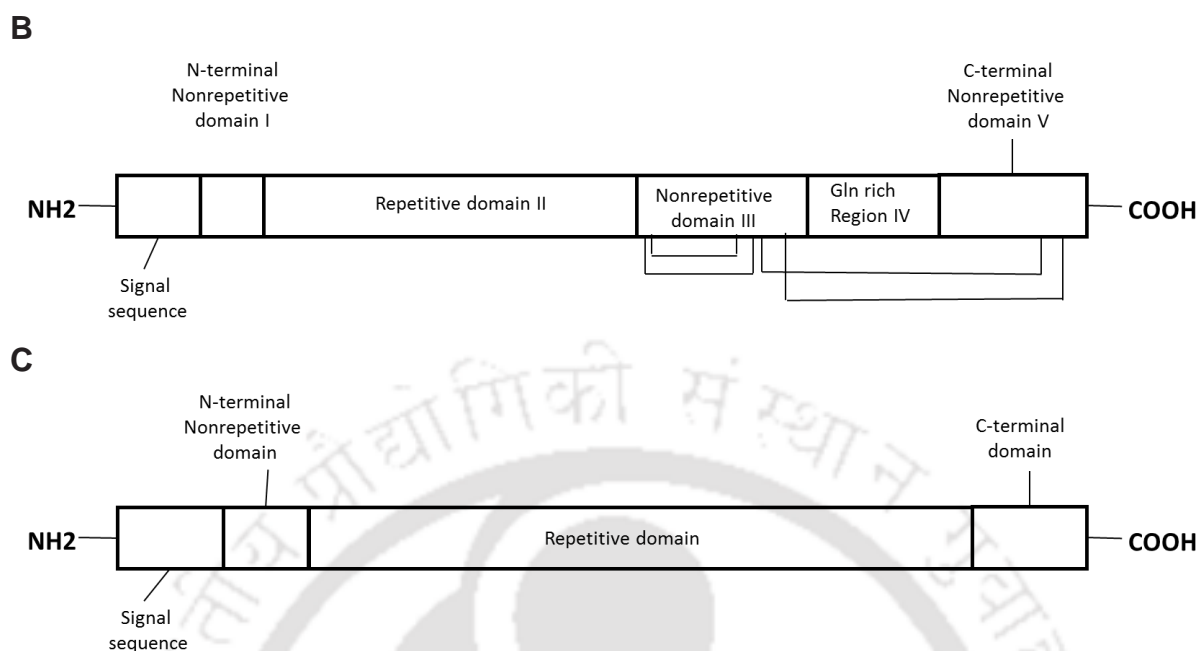 B
N-terminal
Nonrepetitive
domain I
C-terminal
Nonrepetitive
domain V
NH2
Repetitive domain II
Nonrepetitive
domain III
Gln rich
Region IV
COOH
Signal
sequence
C
N-terminal
Nonrepetitive
domain
C-terminal
domain
NH2
Repetitive domain
COOH
Signal
sequence
प्रौद्योगिकी संस्थान